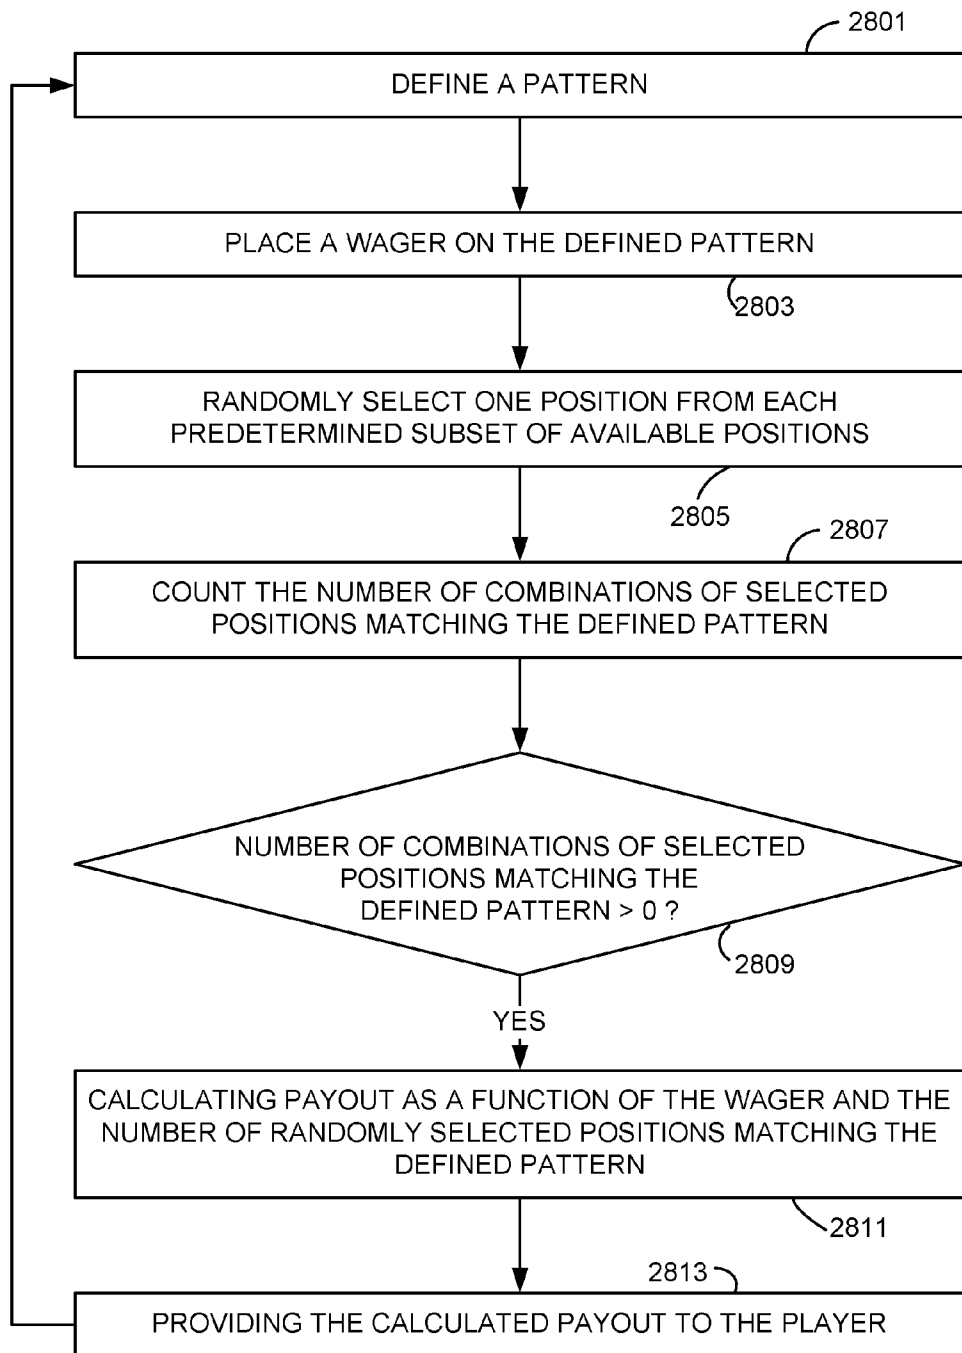 2801
DEFINE A PATTERN
PLACE A WAGER ON THE DEFINED PATTERN
2803
RANDOMLY SELECT ONE POSITION FROM EACH
PREDETERMINED SUBSET OF AVAILABLE POSITIONS
2805
2807
COUNT THE NUMBER OF COMBINATIONS OF SELECTED
POSITIONS MATCHING THE DEFINED PATTERN
NUMBER OF COMBINATIONS OF SELECTED
POSITIONS MATCHING THE
DEFINED PATTERN > 0 ?
2809
YES
CALCULATING PAYOUT AS A FUNCTION OF THE WAGER AND THE
NUMBER OF RANDOMLY SELECTED POSITIONS MATCHING THE
DEFINED PATTERN
2811
2813
PROVIDING THE CALCULATED PAYOUT TO THE PLAYER